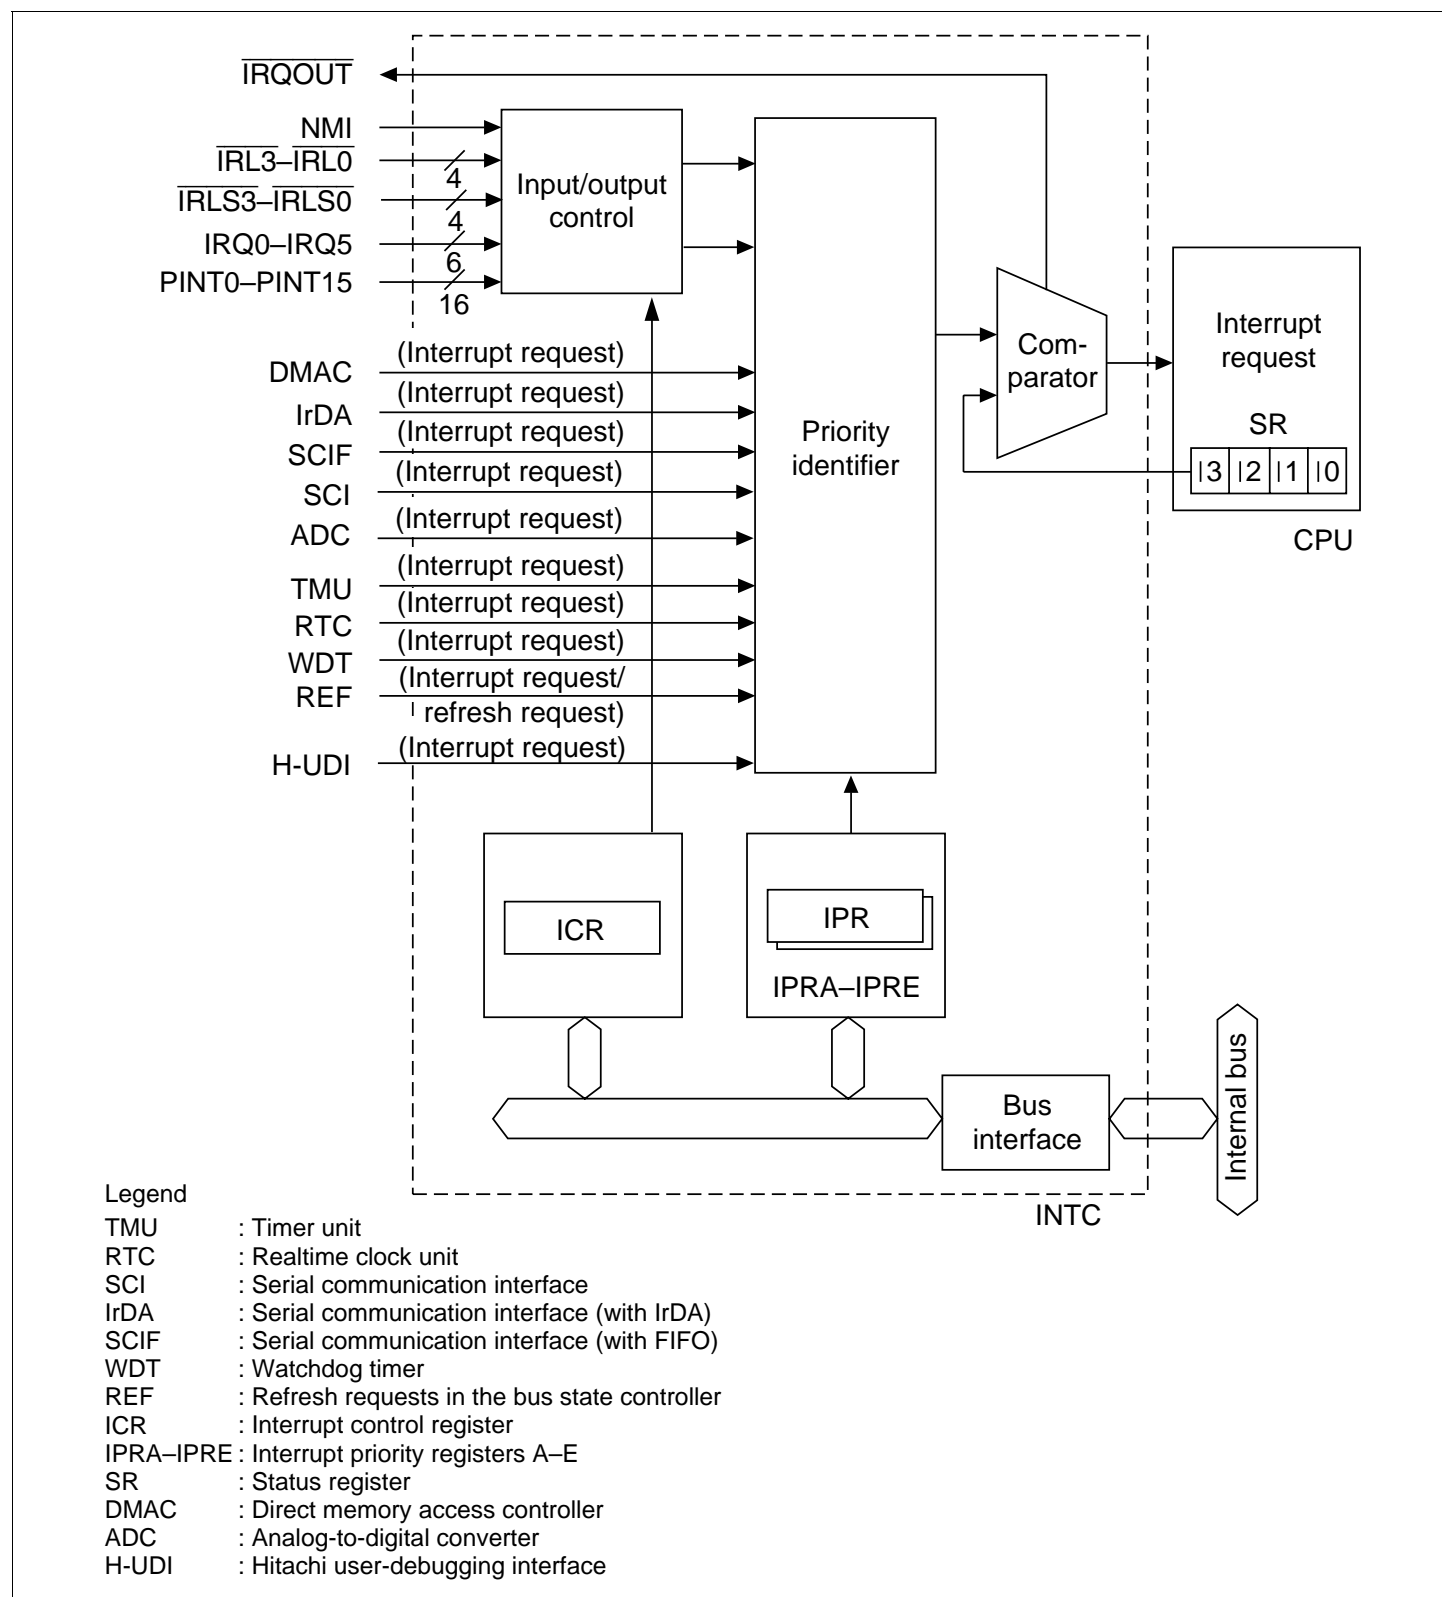 IRQOUT
NMI
IRL3–IRL0
4
IRLS3–IRLS0
4
IRQ0–IRQ5
6
PINT0–PINT15
16
Input/output
control
DMAC
(Interrupt request)
IrDA
(Interrupt request)
SCIF
(Interrupt request)
SCI
(Interrupt request)
ADC
(Interrupt request)
TMU
(Interrupt request)
RTC
(Interrupt request)
WDT
(Interrupt request)
REF
(Interrupt request/
refresh request)
H-UDI
(Interrupt request)
Priority
identifier
Com-
parator
Interrupt
request
SR
I3 I2 I1 I0
CPU
ICR
IPR
IPRA–IPRE
Bus
interface
Internal bus
INTC
Legend
TMU : Timer unit
RTC : Realtime clock unit
SCI : Serial communication interface
IrDA : Serial communication interface (with IrDA)
SCIF : Serial communication interface (with FIFO)
WDT : Watchdog timer
REF : Refresh requests in the bus state controller
ICR : Interrupt control register
IPRA–IPRE : Interrupt priority registers A–E
SR : Status register
DMAC : Direct memory access controller
ADC : Analog-to-digital converter
H-UDI : Hitachi user-debugging interface